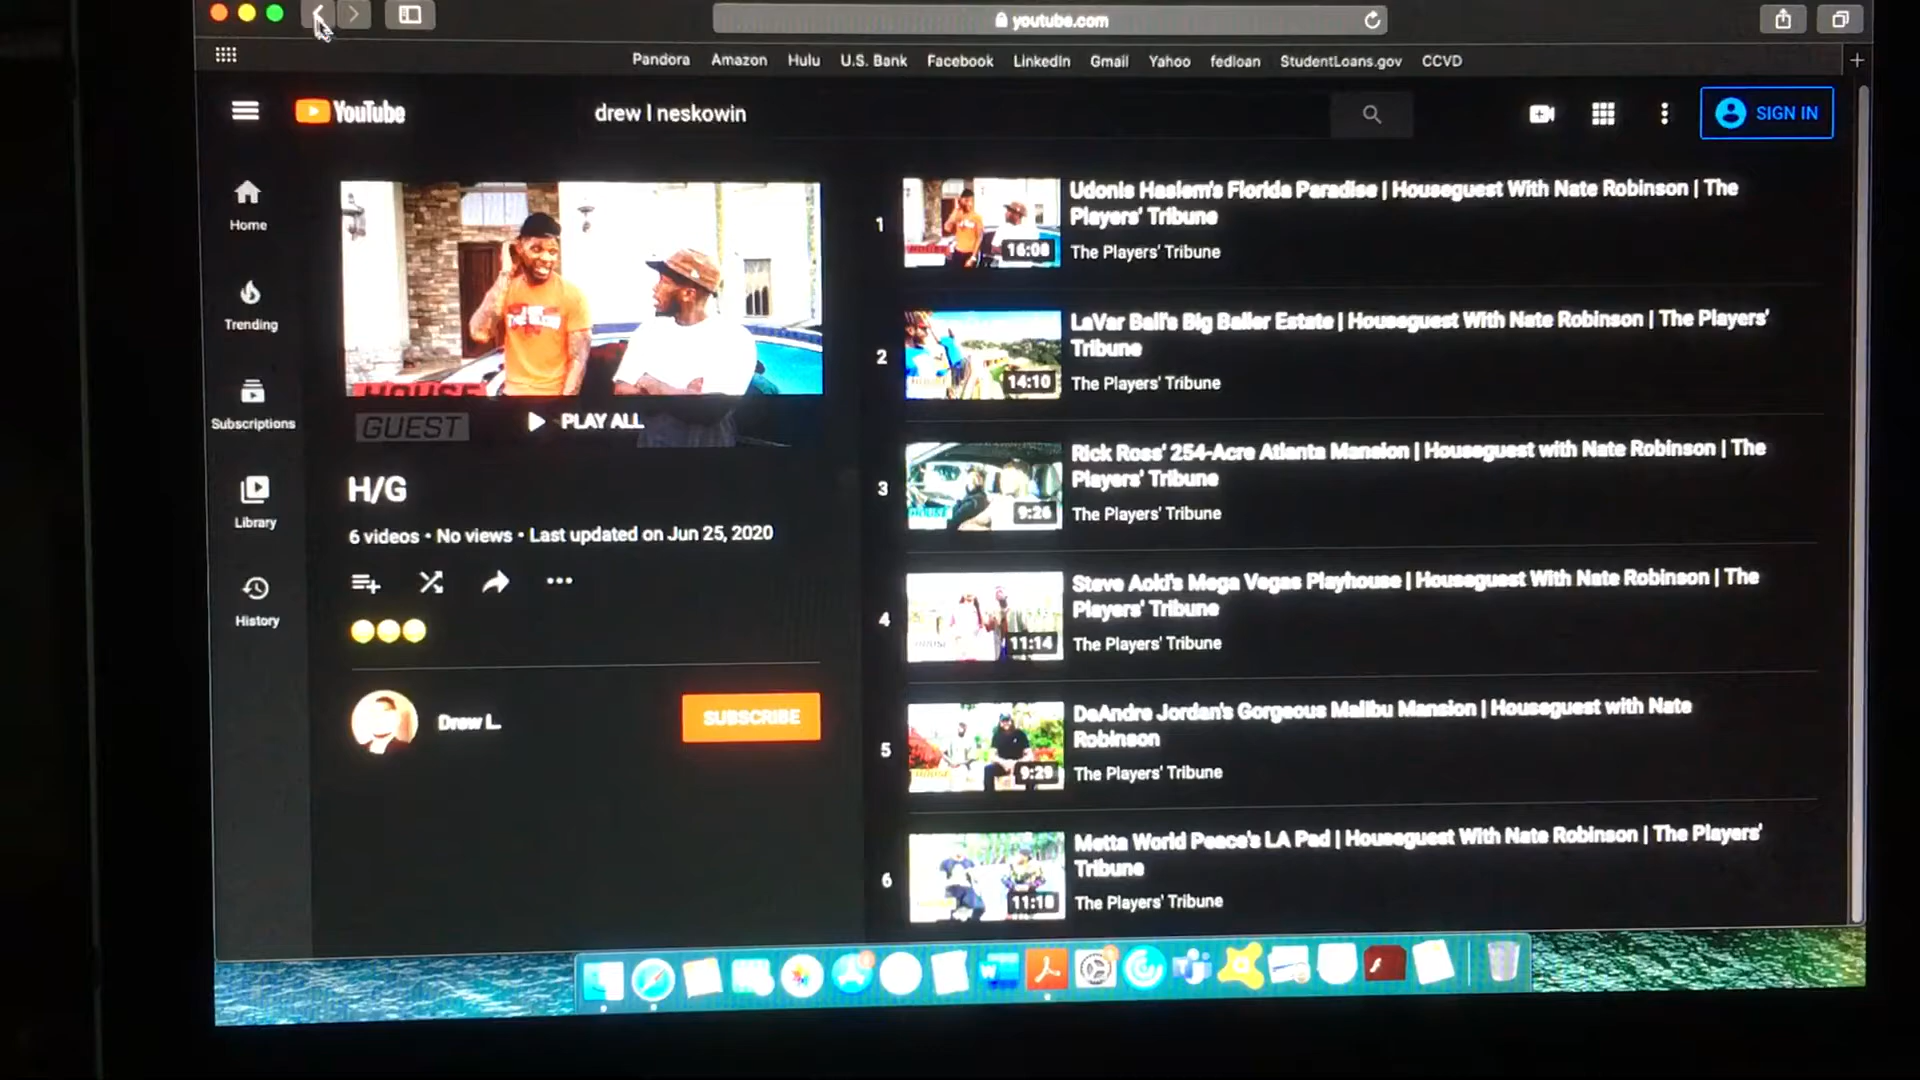 youtube.com
Pandora Amazon Hulu U.S. Bank Facebook LinkedIn Gmail Yahoo fedloan StudentLoans.gov CCVD
YouTube
drew l neskowin
SIGN IN
Home
Trending
Subscriptions
Library
History
HOUSE
GUEST
PLAY ALL
H/G
6 videos • No views • Last updated on Jun 25, 2020
Drew L.
SUBSCRIBE
1
16:08
Udonis Haslem's Florida Paradise | Houseguest With Nate Robinson | The
Players' Tribune
The Players' Tribune
2
14:10
LaVar Ball's Big Baller Estate | Houseguest With Nate Robinson | The Players'
Tribune
The Players' Tribune
3
9:26
Rick Ross' 254-Acre Atlanta Mansion | Houseguest with Nate Robinson | The
Players' Tribune
The Players' Tribune
4
11:14
Steve Aoki's Mega Vegas Playhouse | Houseguest With Nate Robinson | The
Players' Tribune
The Players' Tribune
5
9:29
DeAndre Jordan's Gorgeous Malibu Mansion | Houseguest with Nate
Robinson
The Players' Tribune
6
11:18
Metta World Peace's LA Pad | Houseguest With Nate Robinson | The Players'
Tribune
The Players' Tribune
W